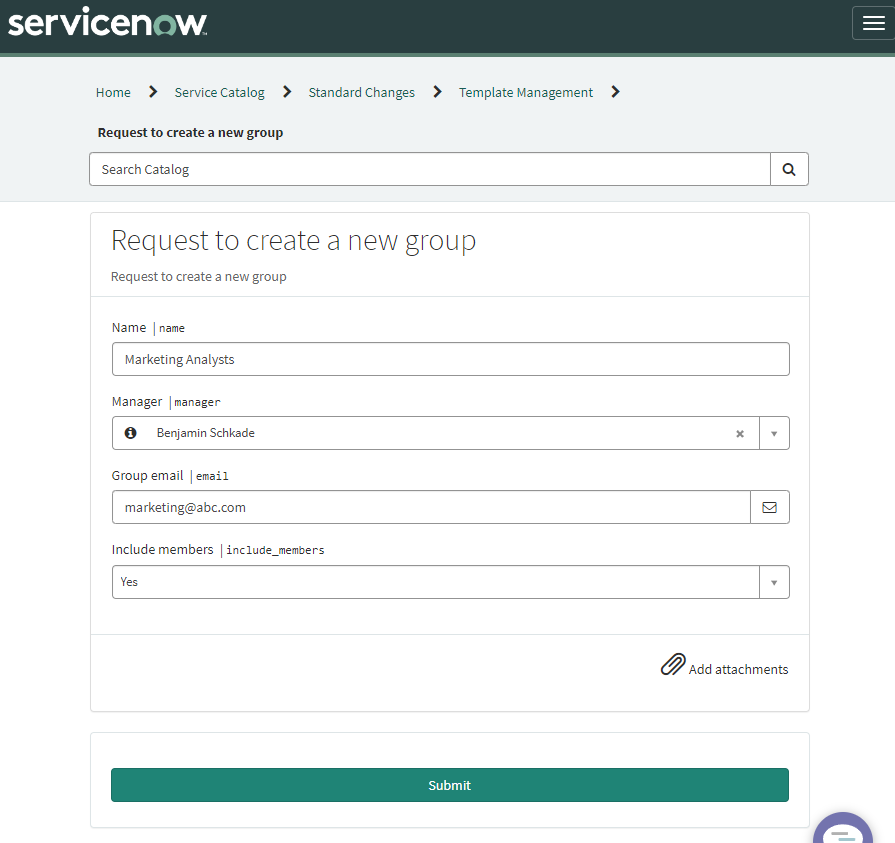 servicenow
Home Service Catalog Standard Changes Template Management
Request to create a new group
Search Catalog
Request to create a new group
Request to create a new group
Name | name
Marketing Analysts
Manager | manager
Benjamin Schkade
Group email | email
marketing@abc.com
Include members | include_members
Yes
Add attachments
Submit